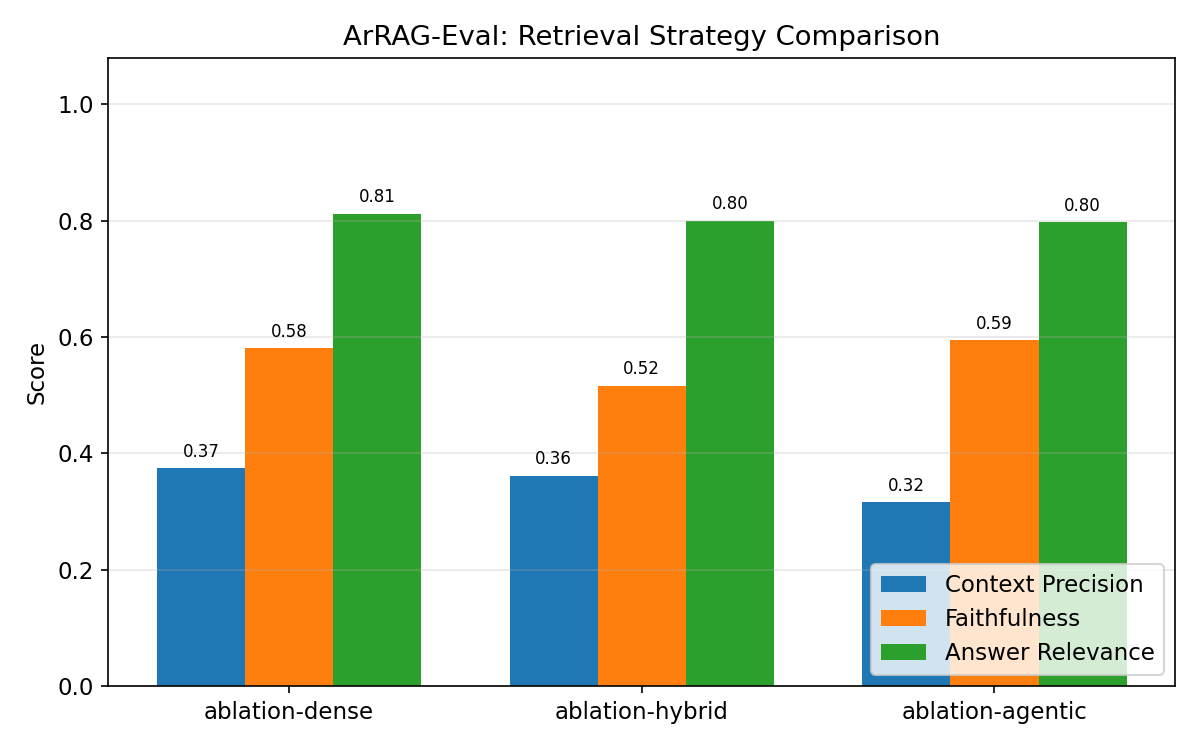 ArRAG-Eval: Retrieval Strategy Comparison
Score
1.0
0.8
0.6
0.4
0.2
0.0
0.37
0.58
0.81
0.36
0.52
0.80
0.32
0.59
0.80
Context Precision
Faithfulness
Answer Relevance
ablation-dense
ablation-hybrid
ablation-agentic